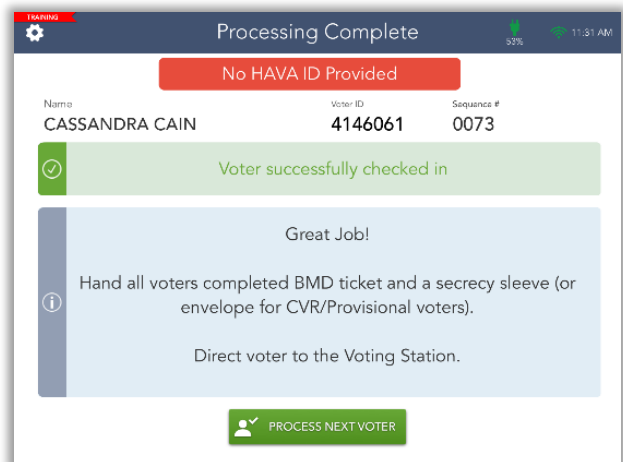 TRAINING
Processing Complete
53%
11:31 AM
No HAVA ID Provided
Name
Voter ID
Sequence #
CASSANDRA CAIN
4146061
0073
Voter successfully checked in
Great Job!
Hand all voters completed BMD ticket and a secrecy sleeve (or
envelope for CVR/Provisional voters).
Direct voter to the Voting Station.
PROCESS NEXT VOTER